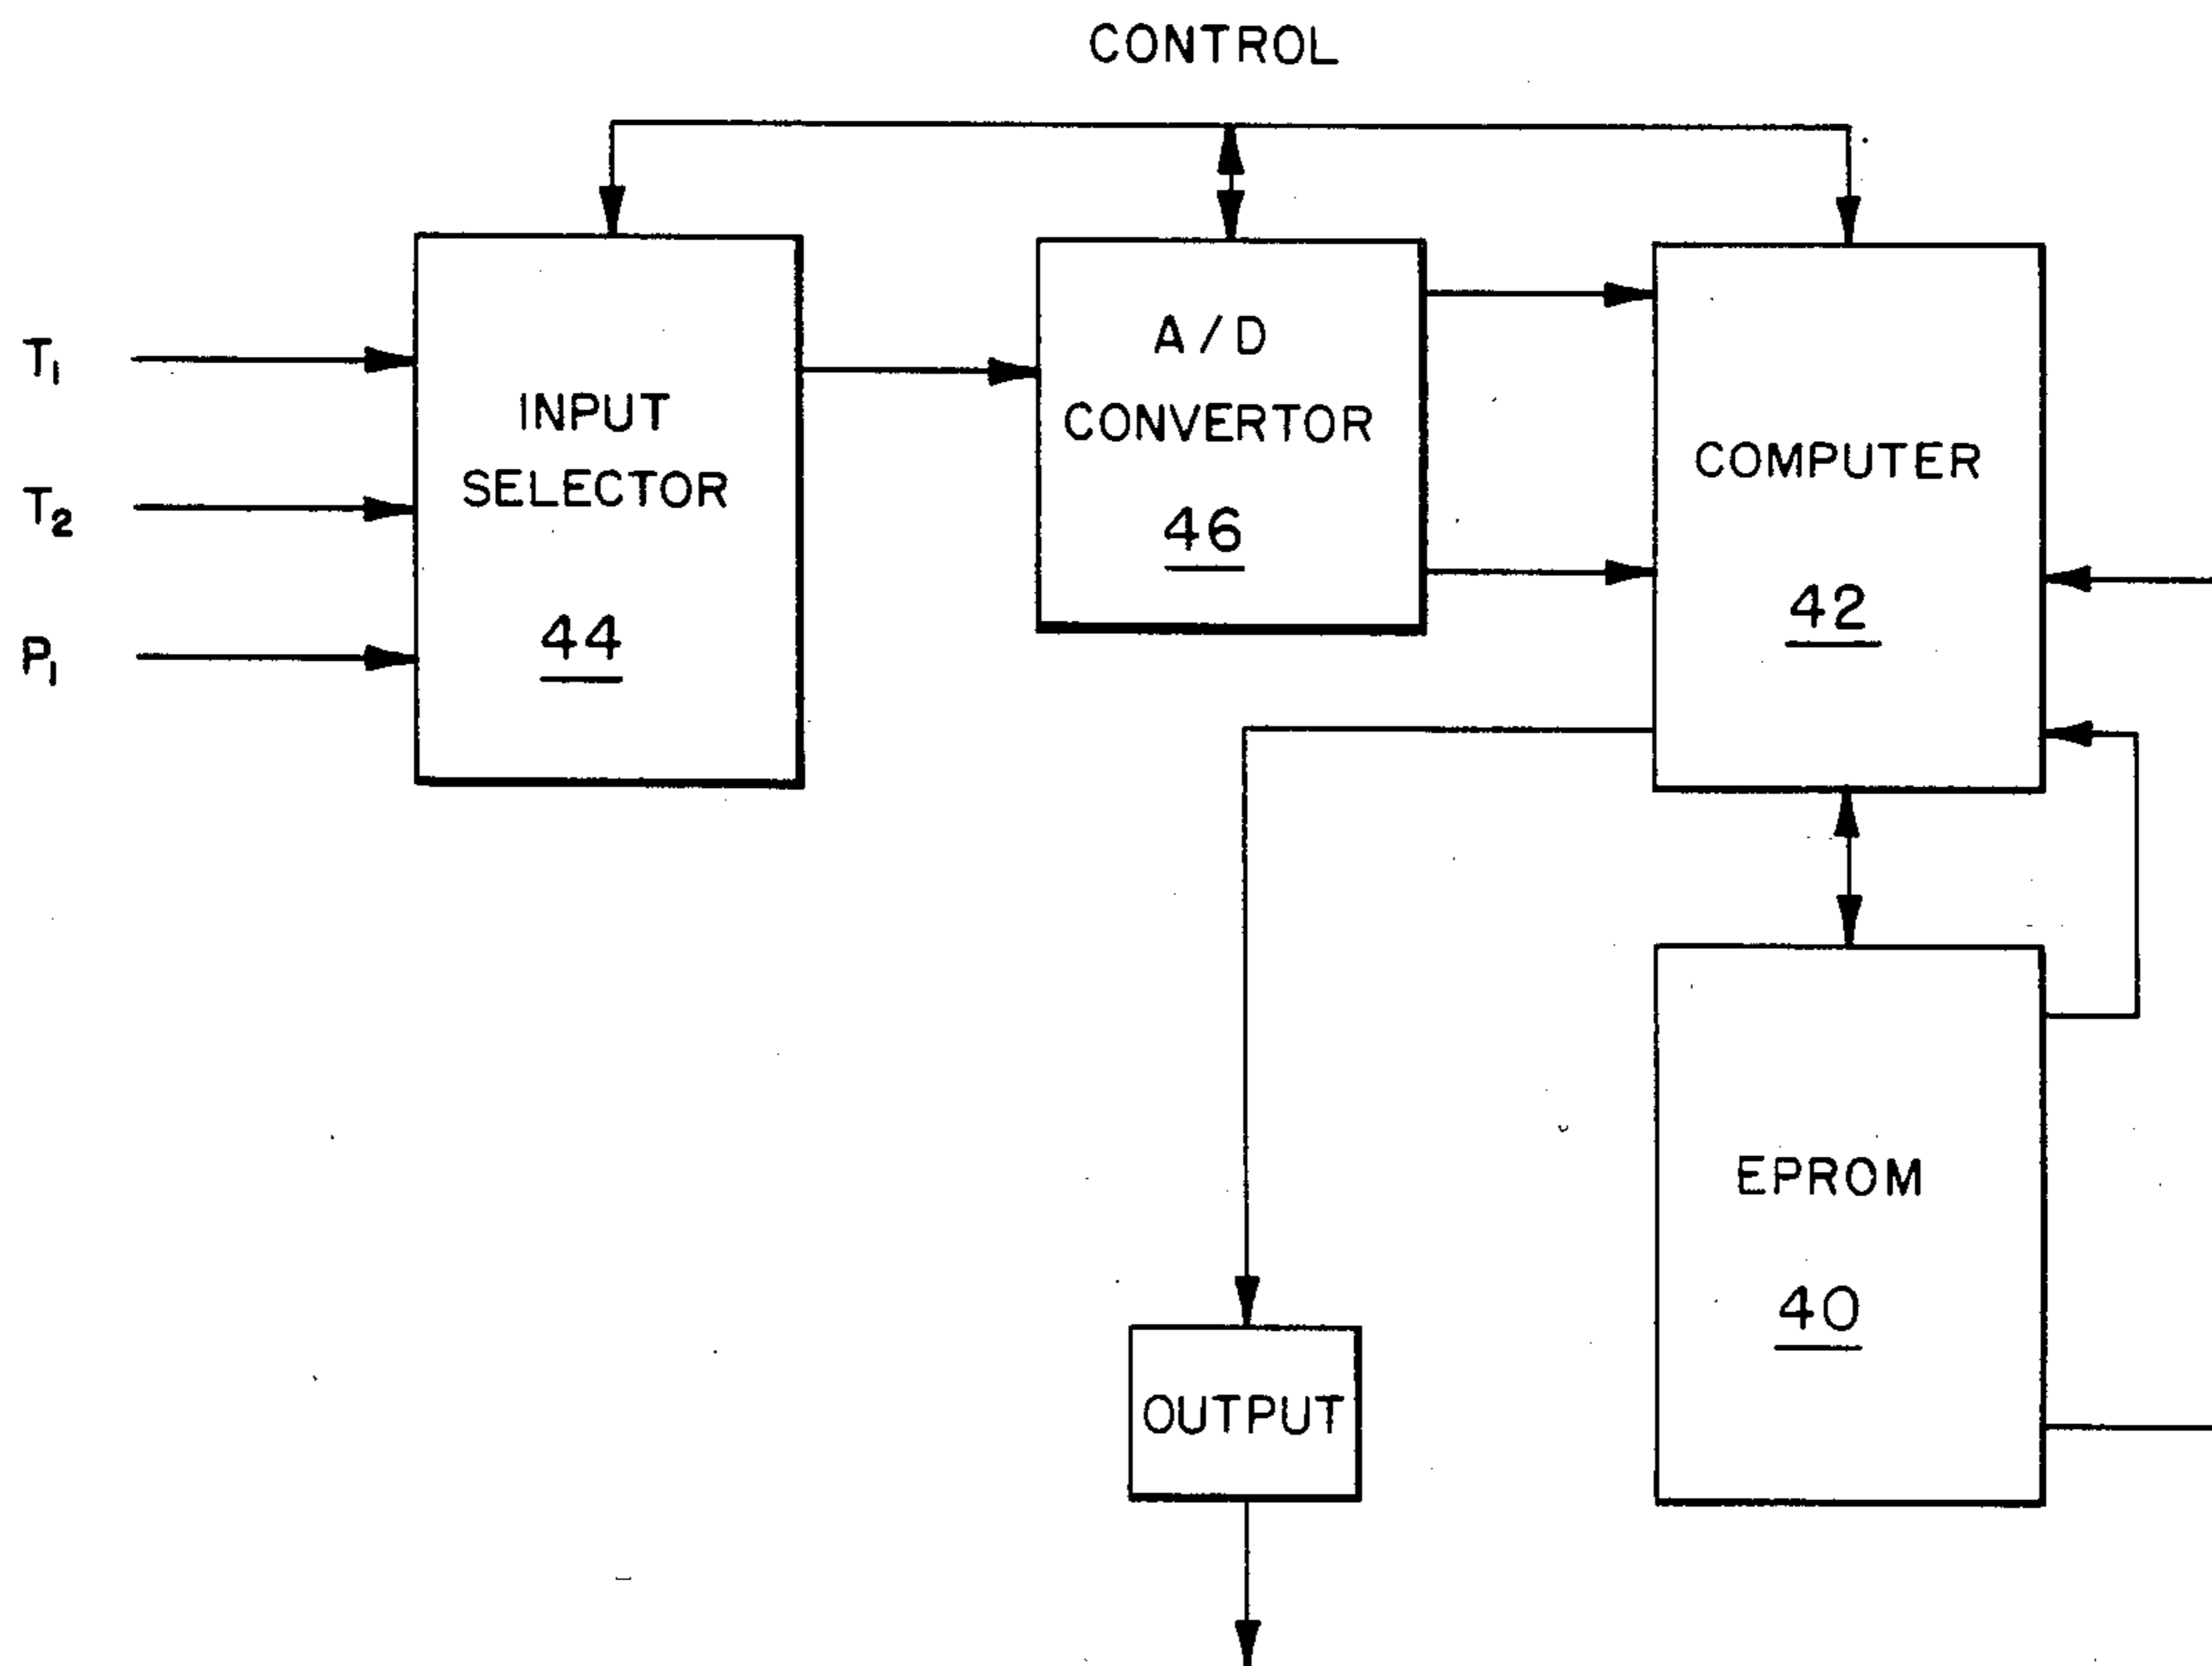 CONTROL
T₁
T₂
P₁
INPUT
SELECTOR
44
A/D
CONVERTOR
46
COMPUTER
42
EPROM
40
OUTPUT